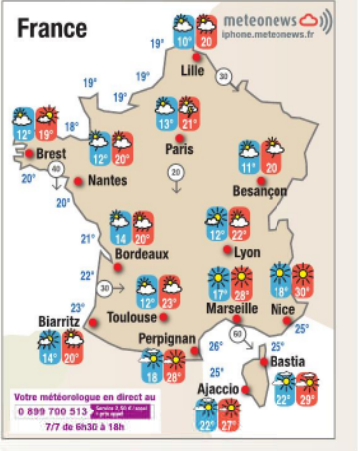 France
meteonews
iphone.meteonews.fr
19°
10° 20
Lille
30
19°
19°
19°
13° 21°
Paris
12° 19°
18°
Brest
12° 20°
Nantes
40
20°
20°
20
11° 20
Besançon
21°
14 20°
Bordeaux
12° 22°
Lyon
22°
30
12° 23°
Toulouse
17° 28°
Marseille
18° 30°
Nice
23°
Biarritz
14° 20°
Perpignan
18 28°
60
25°
26°
25°
Bastia
22° 29°
25°
Ajaccio
22° 27°
Votre météorologue en direct au
0 899 700 513
7/7 de 6h30 à 18h